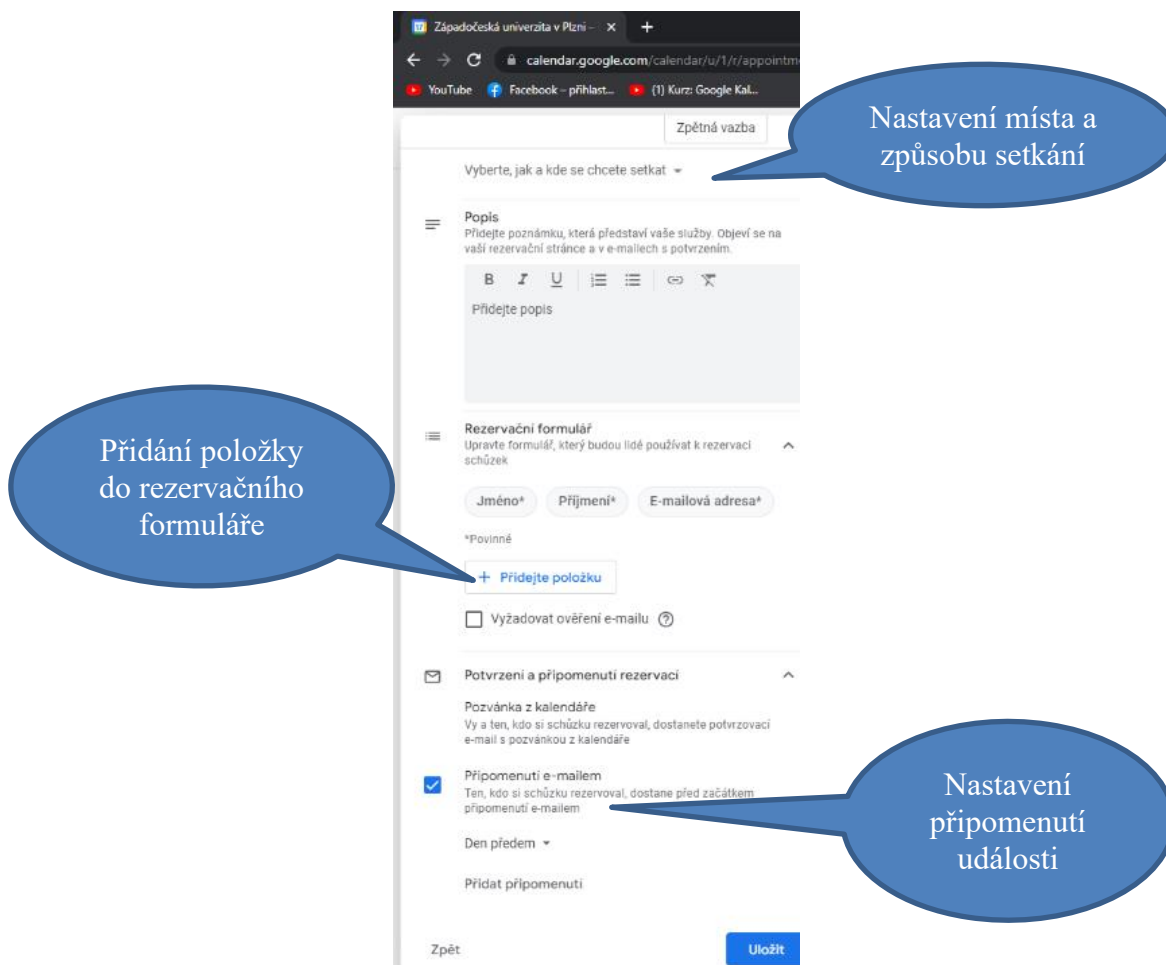 Západočeská univerzita v Plzni –
calendar.google.com/calendar/u/1/r/appointme
YouTube
Facebook – přihlast...
(1) Kurz: Google Kal...
Zpětná vazba
Nastavení místa a
způsobu setkání
Vyberte, jak a kde se chcete setkat
Popis
Přidejte poznámku, která představí vaše služby. Objeví se na
vaší rezervační stránce a v e-mailech s potvrzením.
B I U
Přidejte popis
Přidání položky
do rezervačního
formuláře
Rezervační formulář
Upravte formulář, který budou lidé používat k rezervaci
schůzek
Jméno* Příjmení* E-mailová adresa*
*Povinné
+ Přidejte položku
Vyžadovat ověření e-mailu
Potvrzení a připomenutí rezervací
Pozvánka z kalendáře
Vy a ten, kdo si schůzku rezervoval, dostanete potvrzovací
e-mail s pozvánkou z kalendáře
Připomenutí e-mailem
Ten, kdo si schůzku rezervoval, dostane před začátkem
připomenutí e-mailem
Nastavení
připomenutí
události
Den předem
Přidat připomenutí
Zpět
Uložit